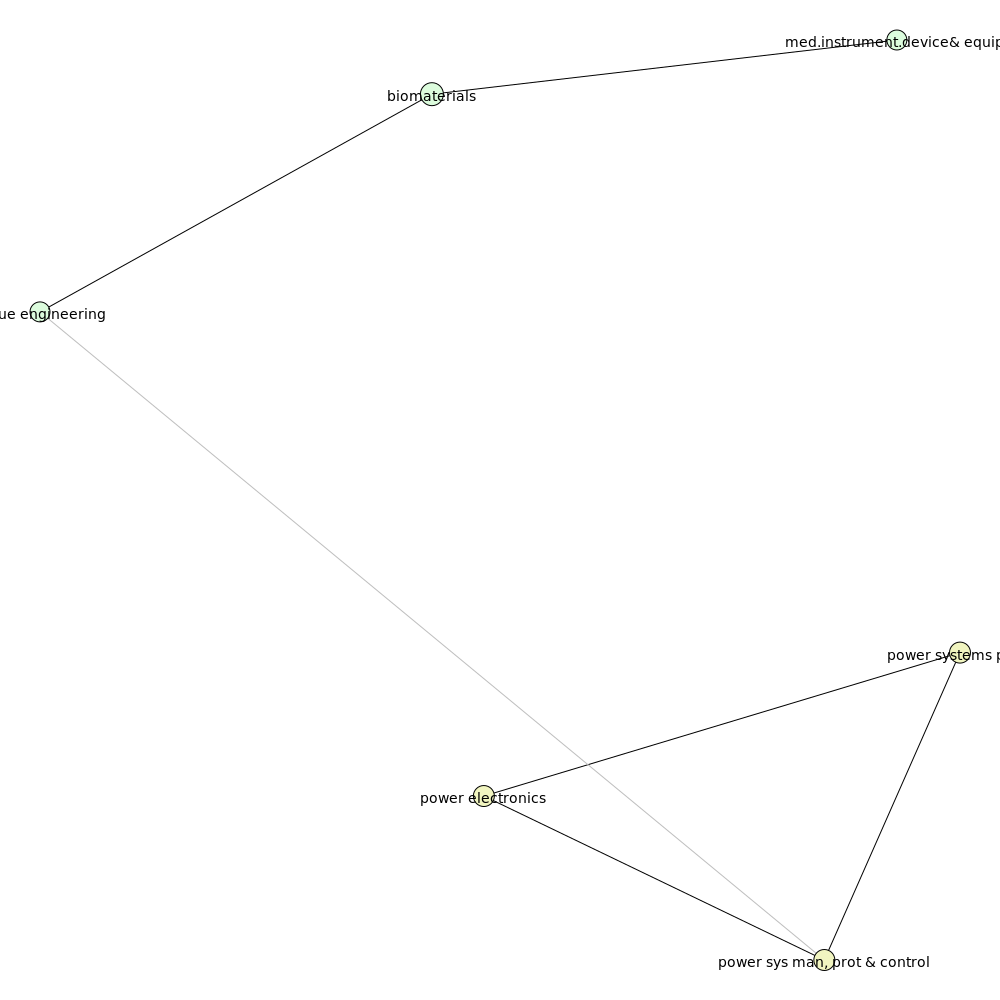 med.instrument.device& equip
biomaterials
ue engineering
power systems p
power electronics
power sys man, prot & control